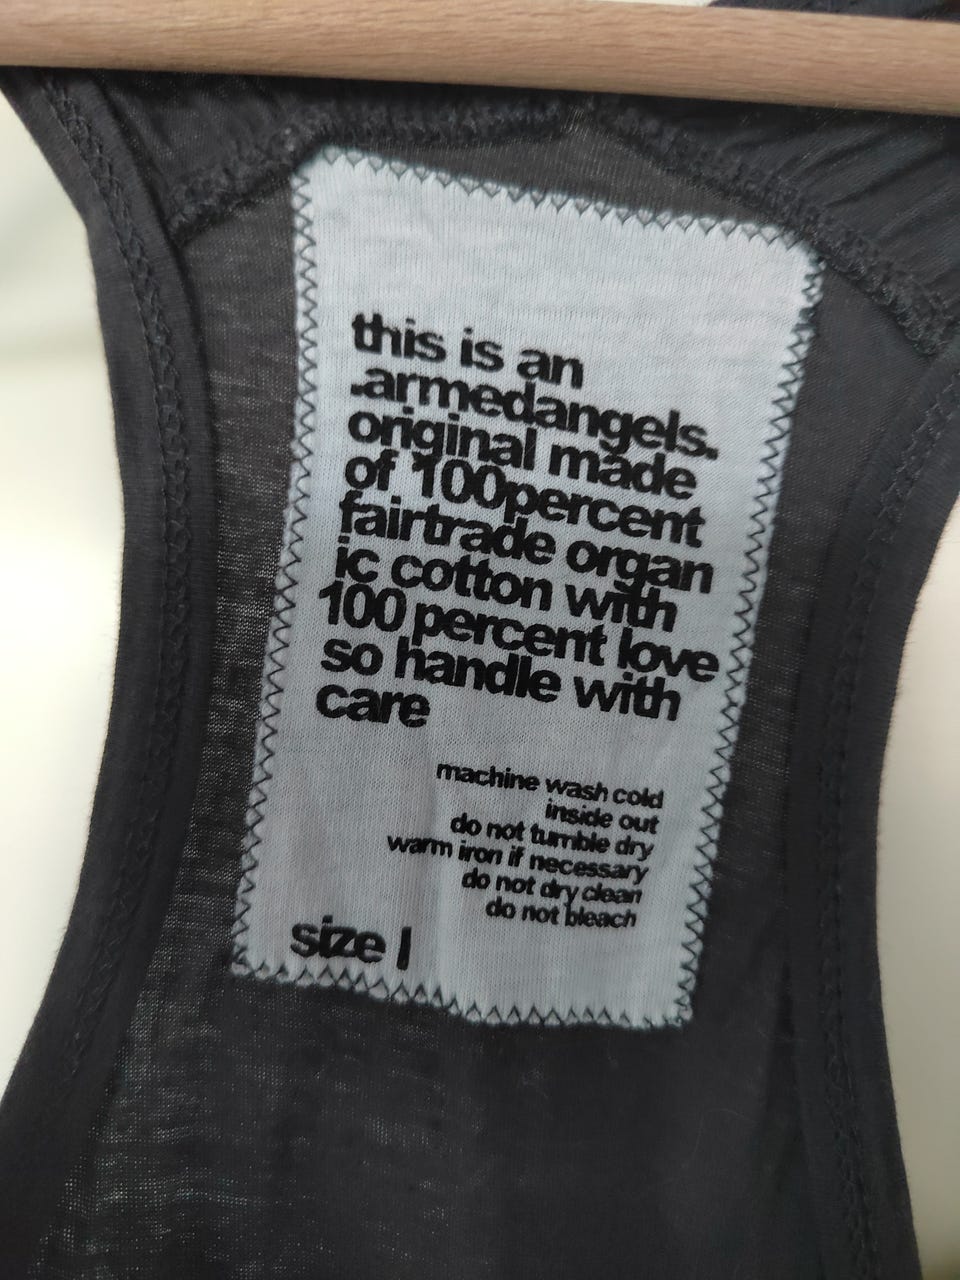 this is an
.armedangels.
original made
of 100percent
fairtrade organ
ic cotton with
100 percent love
so handle with
care
machine wash cold
inside out
do not tumble dry
warm iron if necessary
do not dry clean
do not bleach
size l